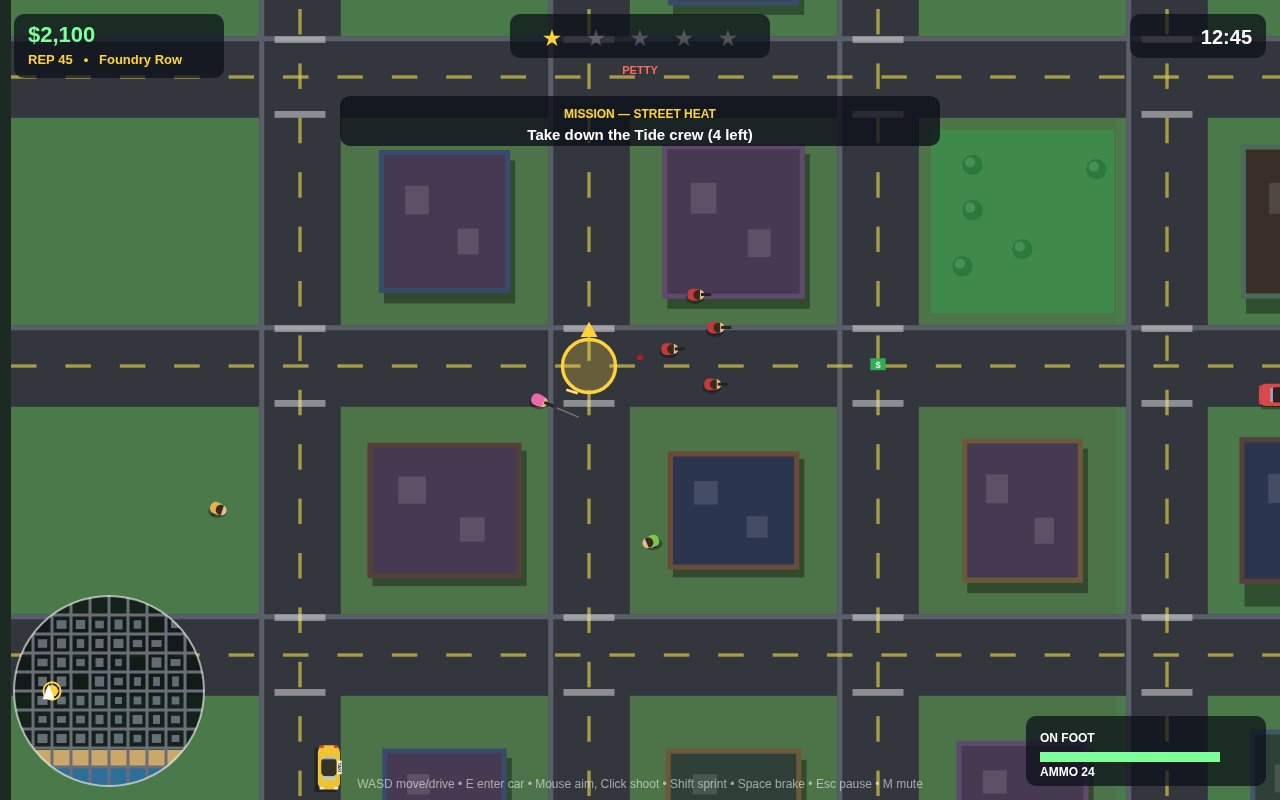 $2,100
REP 45 • Foundry Row
★ ★ ★ ★ ★
PETTY
12:45
MISSION — STREET HEAT
Take down the Tide crew (4 left)
$
ON FOOT
AMMO 24
WASD move/drive • E enter car • Mouse aim, Click shoot • Shift sprint • Space brake • Esc pause • M mute